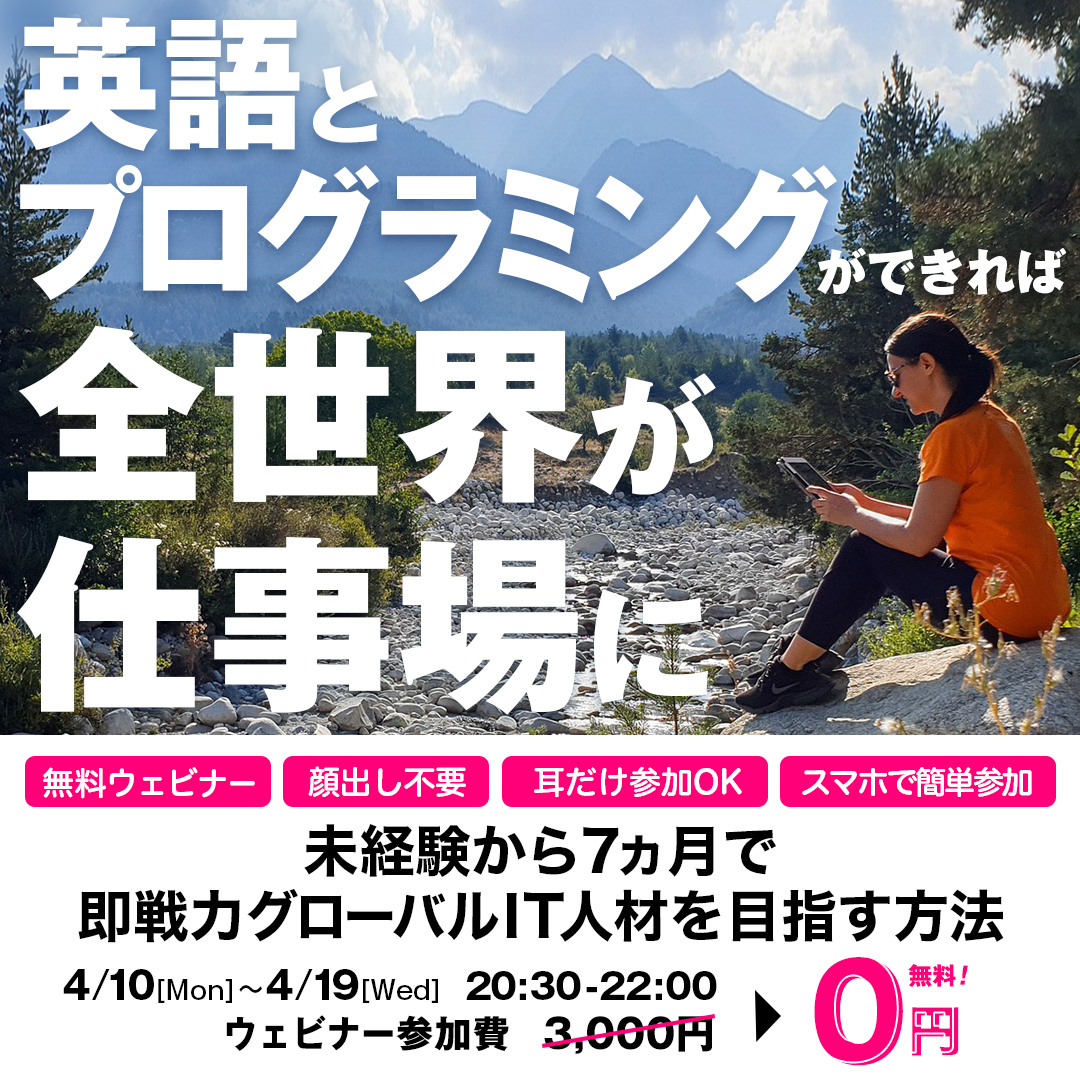 英語と
プログラミングができれば
全世界が
仕事場に
無料ウェビナー 顔出し不要 耳だけ参加OK スマホで簡単参加
未経験から7ヵ月で
即戦力グローバルIT人材を目指す方法
4/10[Mon]～4/19[Wed] 20:30-22:00
ウェビナー参加費 3,000円 ▶ 0円 無料!